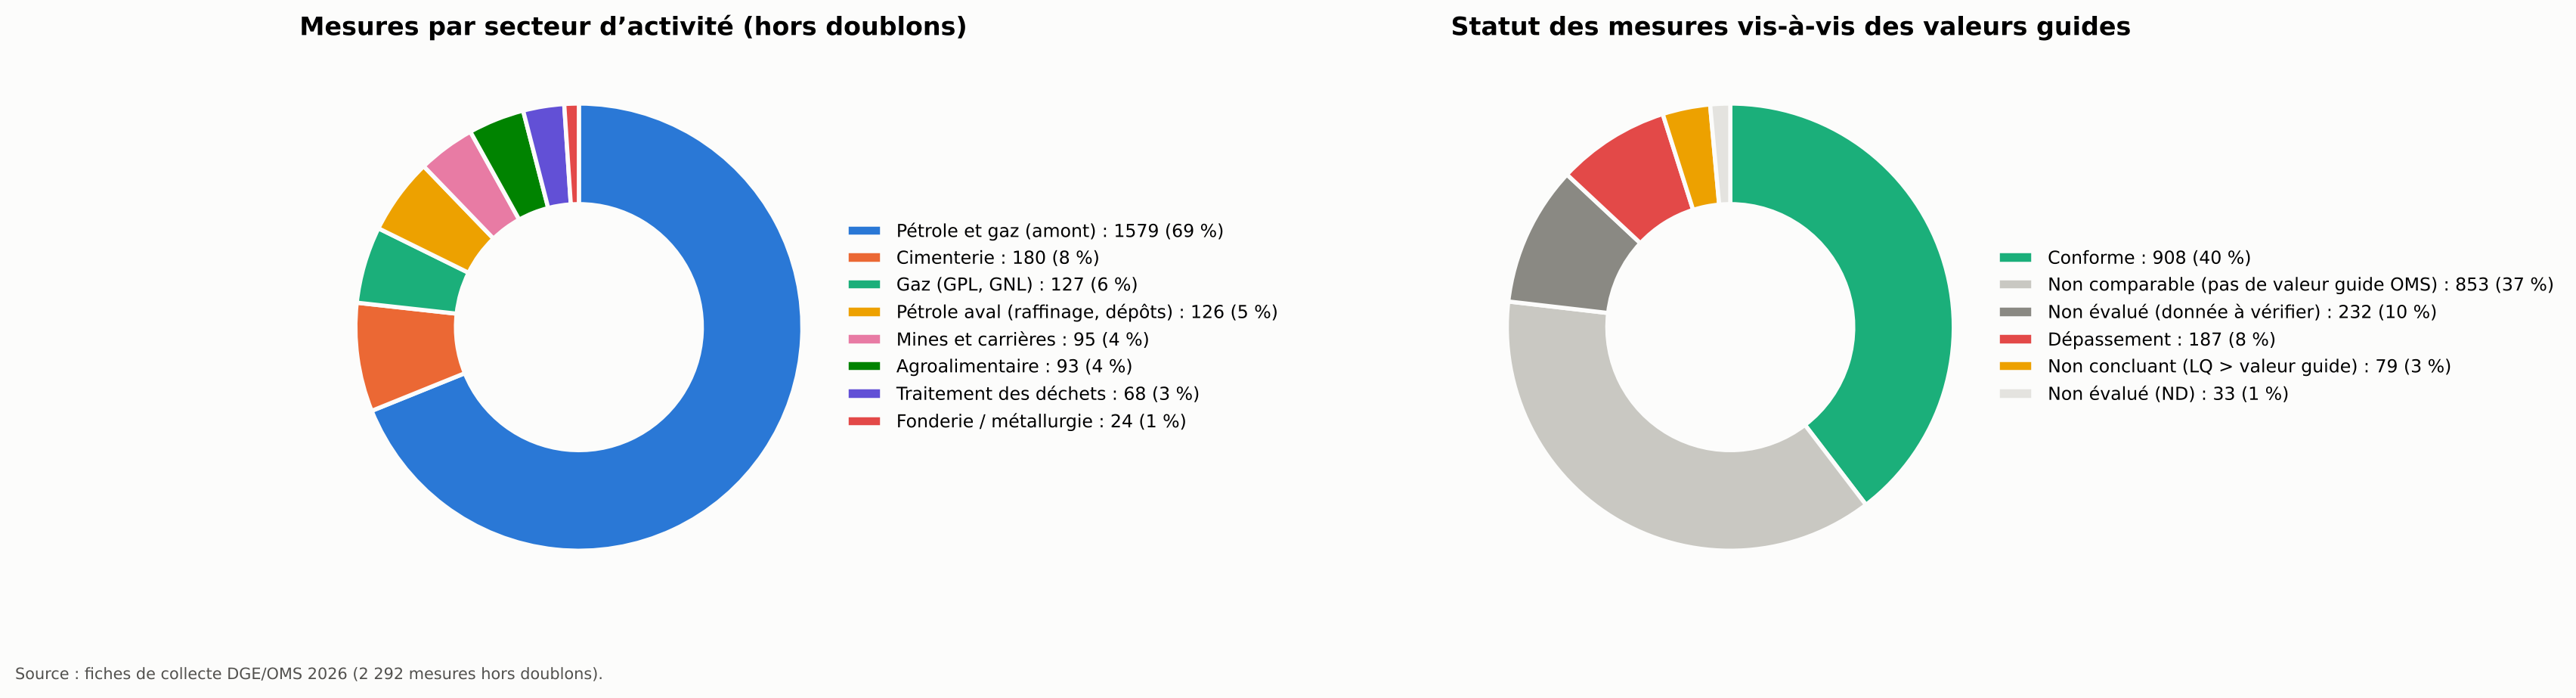 Mesures par secteur d’activité (hors doublons)
Pétrole et gaz (amont) : 1579 (69 %)
Cimenterie : 180 (8 %)
Gaz (GPL, GNL) : 127 (6 %)
Pétrole aval (raffinage, dépôts) : 126 (5 %)
Mines et carrières : 95 (4 %)
Agroalimentaire : 93 (4 %)
Traitement des déchets : 68 (3 %)
Fonderie / métallurgie : 24 (1 %)
Statut des mesures vis-à-vis des valeurs guides
Conforme : 908 (40 %)
Non comparable (pas de valeur guide OMS) : 853 (37 %)
Non évalué (donnée à vérifier) : 232 (10 %)
Dépassement : 187 (8 %)
Non concluant (LQ > valeur guide) : 79 (3 %)
Non évalué (ND) : 33 (1 %)
Source : fiches de collecte DGE/OMS 2026 (2 292 mesures hors doublons).